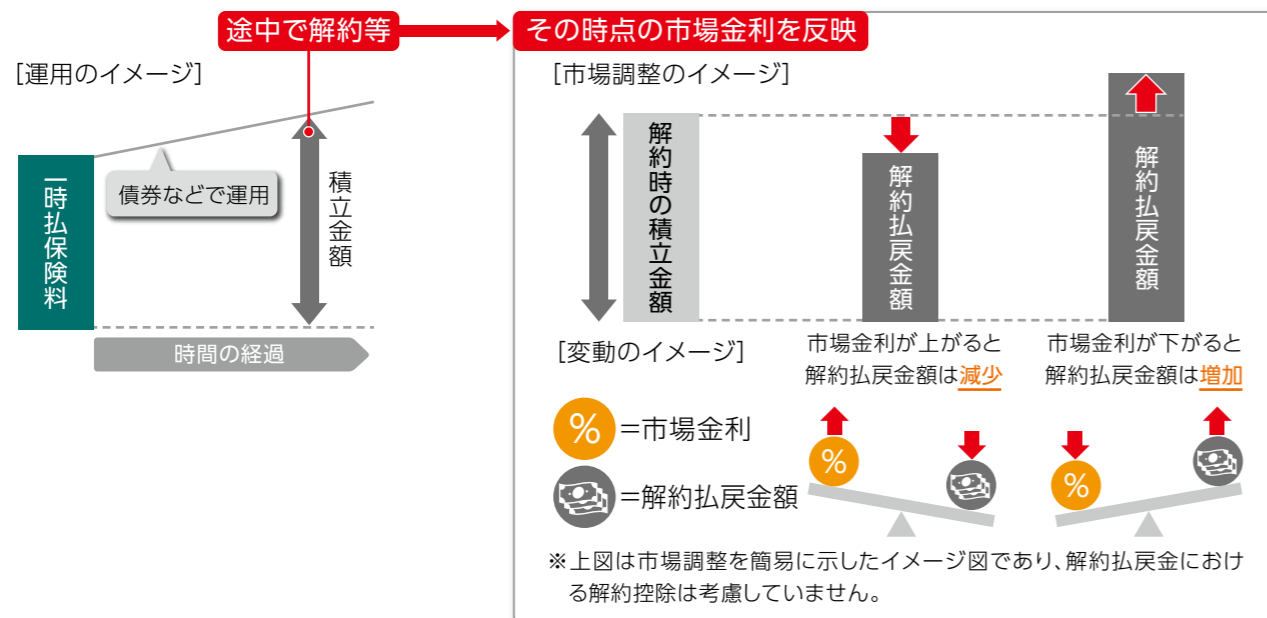 途中で解約等
その時点の市場金利を反映
[運用のイメージ]
一時払保険料
債券などで運用
積立金額
時間の経過
[市場調整のイメージ]
解約時の積立金額
解約払戻金額
解約払戻金額
[変動のイメージ]
市場金利が上がると
解約払戻金額は減少
市場金利が下がると
解約払戻金額は増加
%=市場金利
=解約払戻金額
%
%
※上図は市場調整を簡易に示したイメージ図であり、解約払戻金におけ
る解約控除は考慮していません。